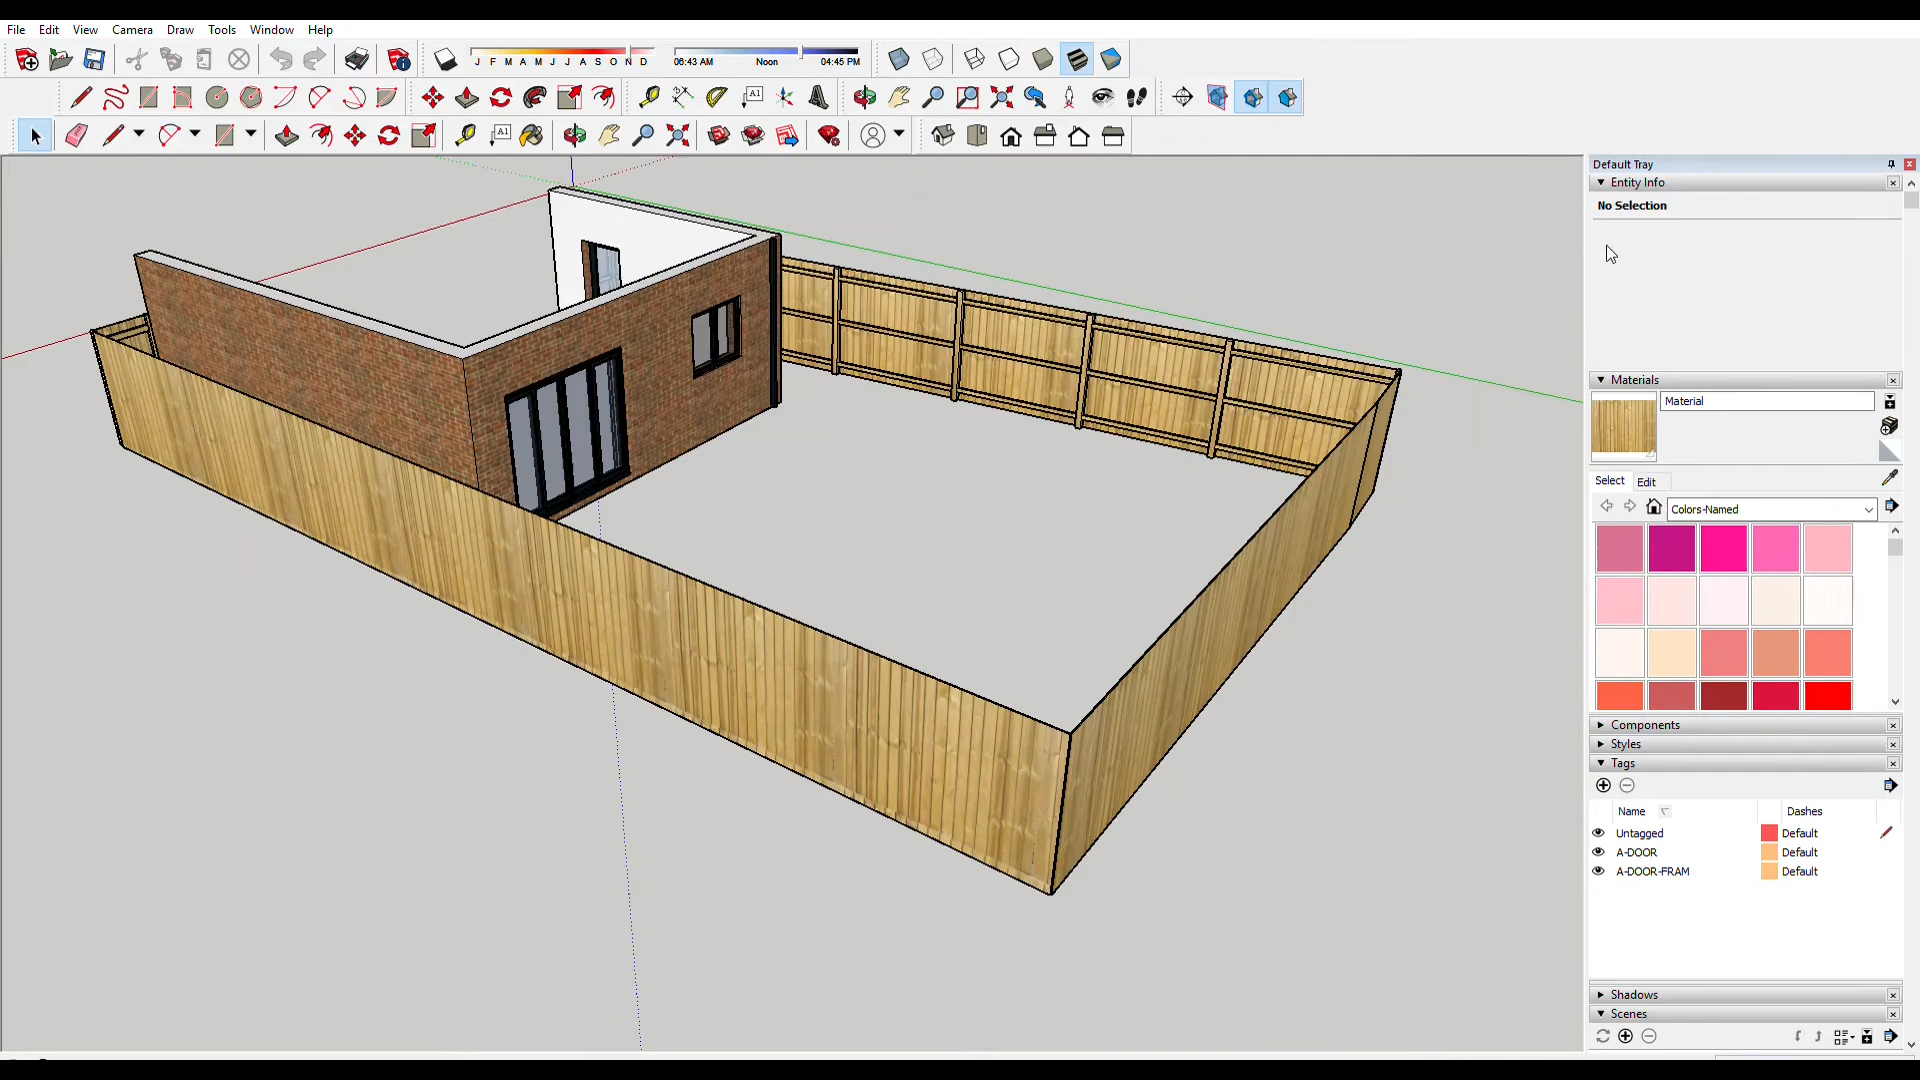 File Edit View Camera Draw Tools Window Help
J F M A M J J A S O N D
06:43 AM Noon 04:45 PM
A1
A1
Default Tray
Entity Info
No Selection
Materials
Material
Select Edit
Colors-Named
Components
Styles
Tags
Name Dashes
Untagged Default
A-DOOR Default
A-DOOR-FRAM Default
Shadows
Scenes